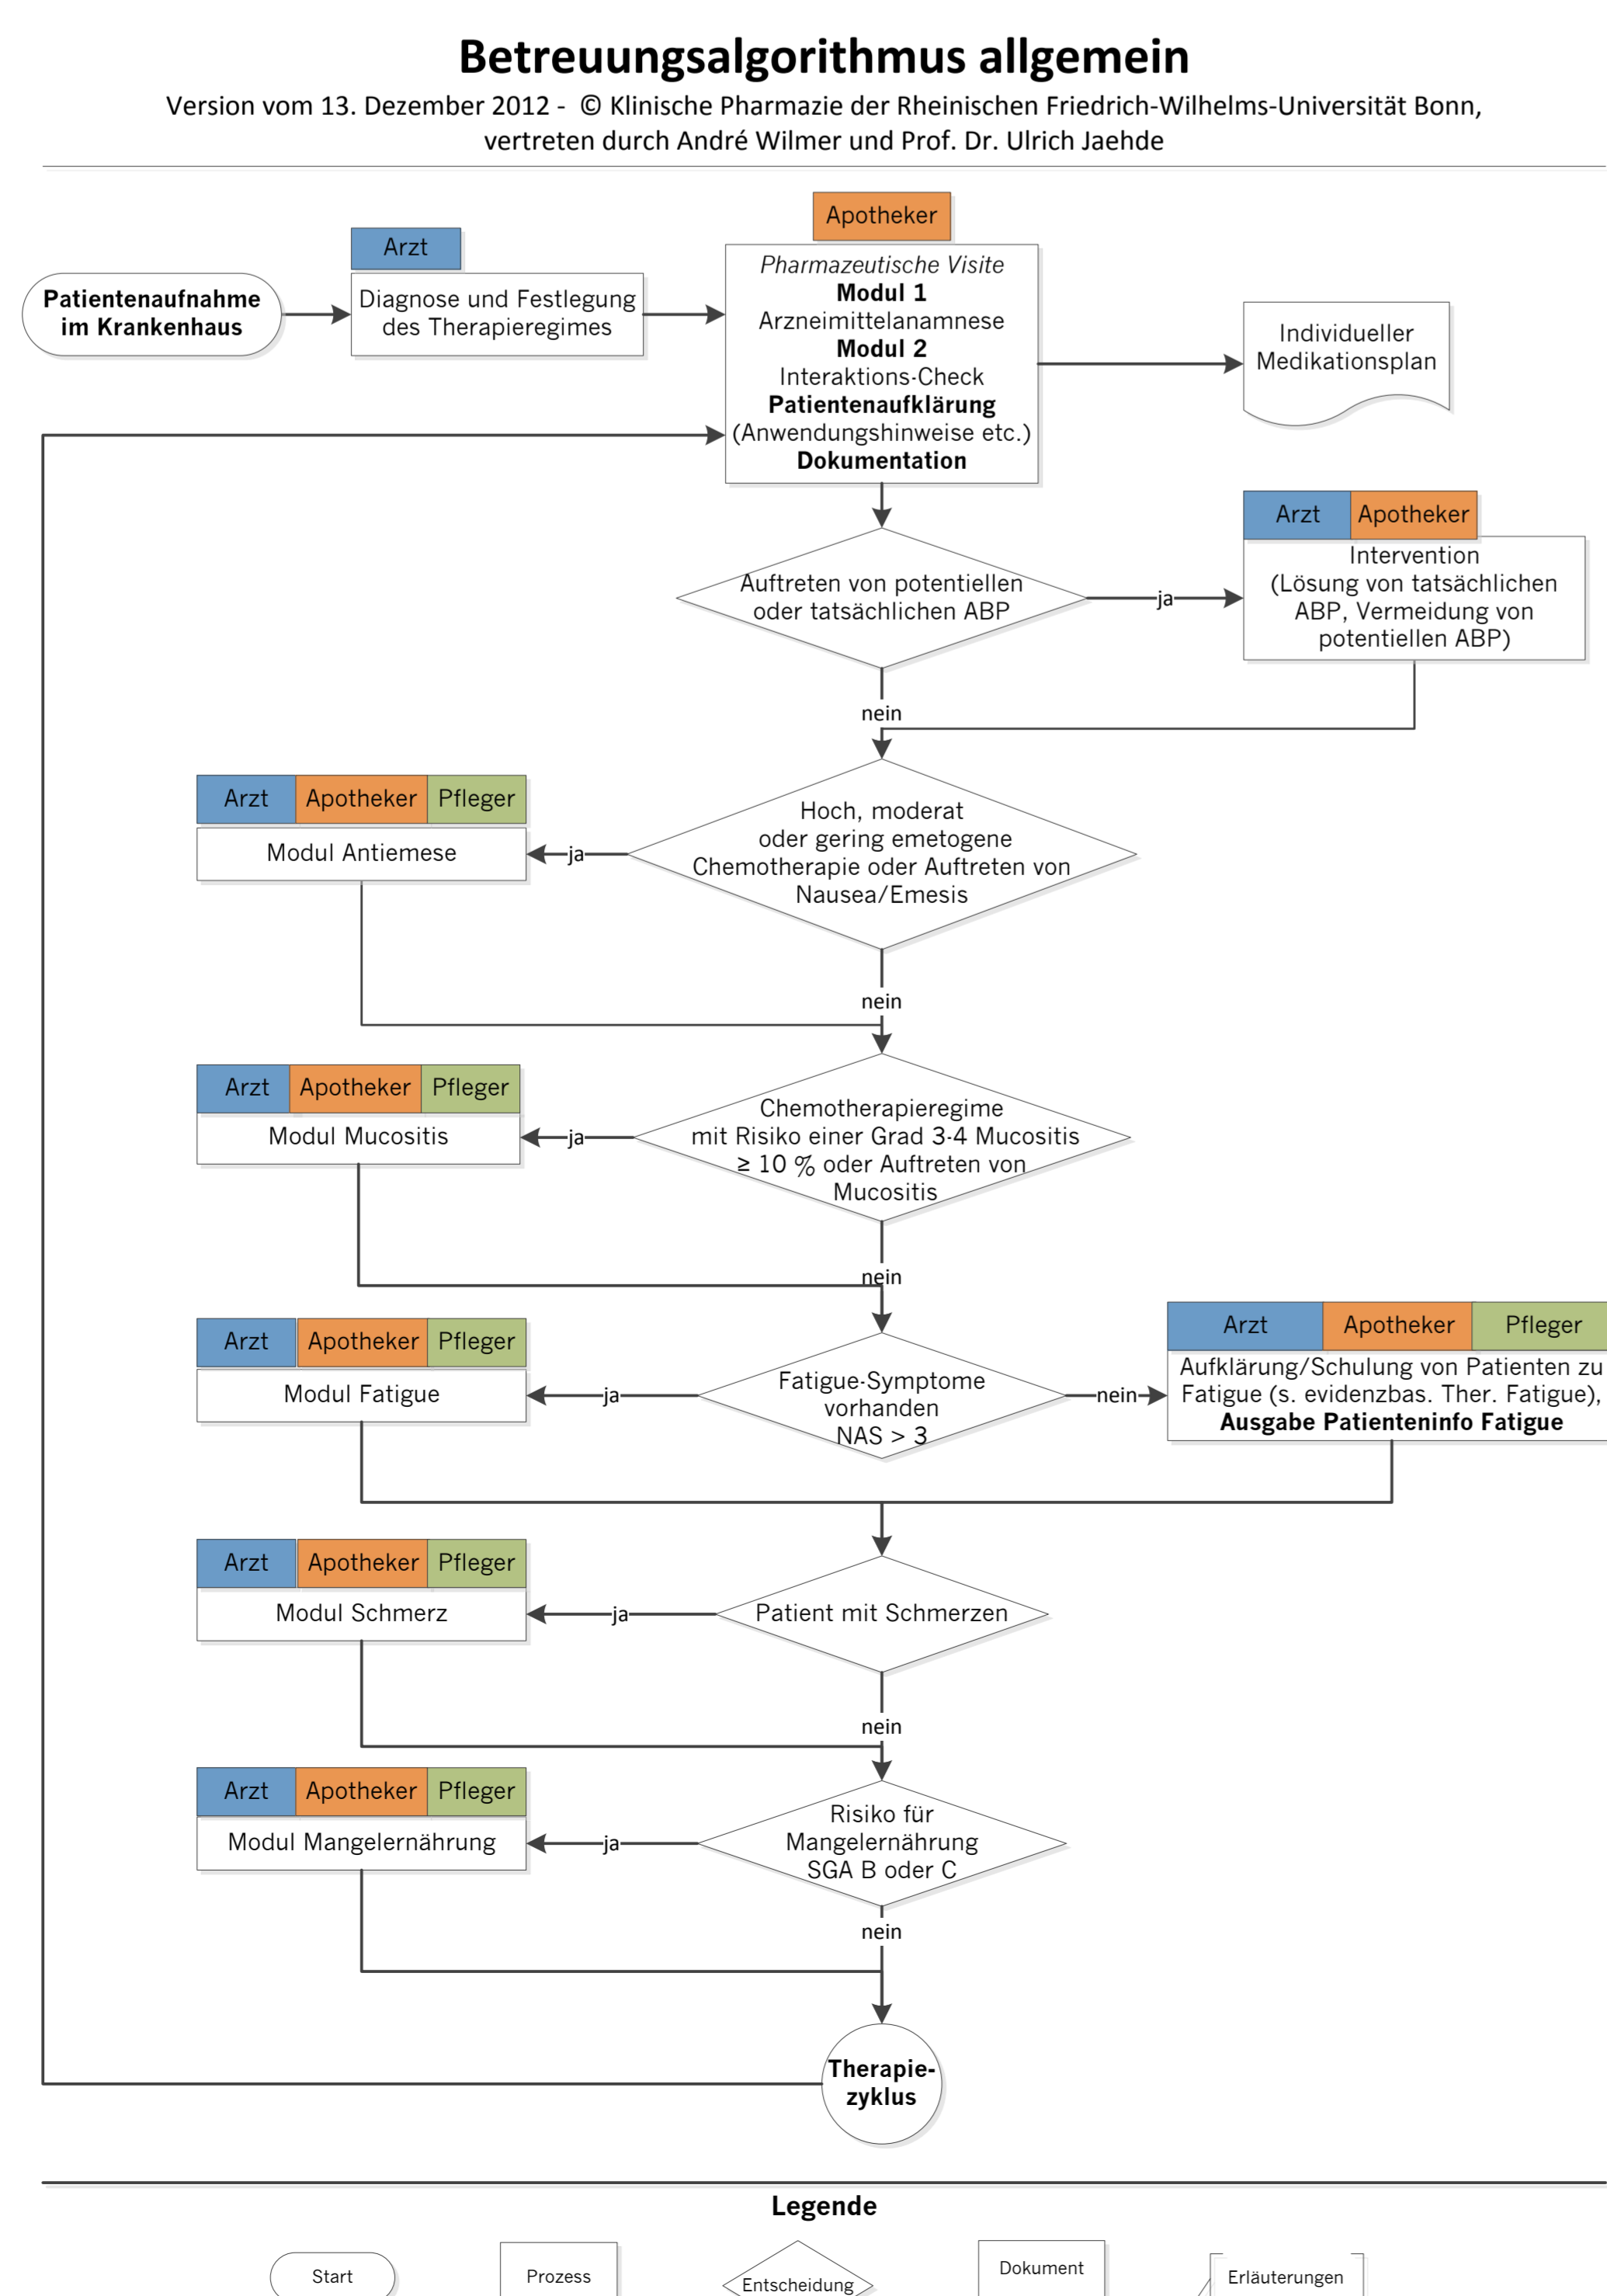 Betreuungsalgorithmus allgemein
Version vom 13. Dezember 2012 - © Klinische Pharmazie der Rheinischen Friedrich-Wilhelms-Universität Bonn,
vertreten durch André Wilmer und Prof. Dr. Ulrich Jaehde
Patientenaufnahme
im Krankenhaus
Arzt
Diagnose und Festlegung
des Therapieregimes
Apotheker
Pharmazeutische Visite
Modul 1
Arzneimittelanamnese
Modul 2
Interaktions-Check
Patientenaufklärung
(Anwendungshinweise etc.)
Dokumentation
Individueller
Medikationsplan
Auftreten von potentiellen
oder tatsächlichen ABP
ja
Arzt Apotheker
Intervention
(Lösung von tatsächlichen
ABP, Vermeidung von
potentiellen ABP)
nein
Hoch, moderat
oder gering emetogene
Chemotherapie oder Auftreten von
Nausea/Emesis
ja
Arzt Apotheker Pfleger
Modul Antiemese
nein
Chemotherapieregime
mit Risiko einer Grad 3-4 Mucositis
≥ 10 % oder Auftreten von
Mucositis
ja
Arzt Apotheker Pfleger
Modul Mucositis
nein
Fatigue-Symptome
vorhanden
NAS > 3
ja
Arzt Apotheker Pfleger
Modul Fatigue
nein
Arzt Apotheker Pfleger
Aufklärung/Schulung von Patienten zu
Fatigue (s. evidenzbas. Ther. Fatigue),
Ausgabe Patienteninfo Fatigue
Patient mit Schmerzen
ja
Arzt Apotheker Pfleger
Modul Schmerz
nein
Risiko für
Mangelernährung
SGA B oder C
ja
Arzt Apotheker Pfleger
Modul Mangelernährung
nein
Therapie-
zyklus
Legende
Start
Prozess
Entscheidung
Dokument
Erläuterungen